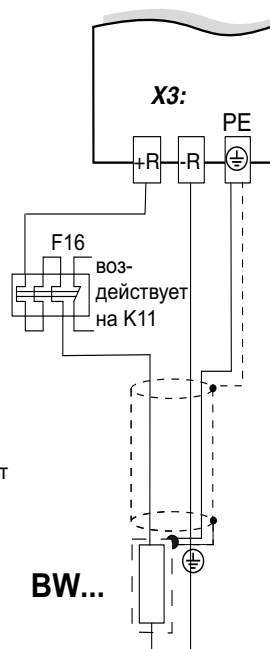 X3:
PE
+R
-R
F16
воз-
действует
на K11
т
BW...